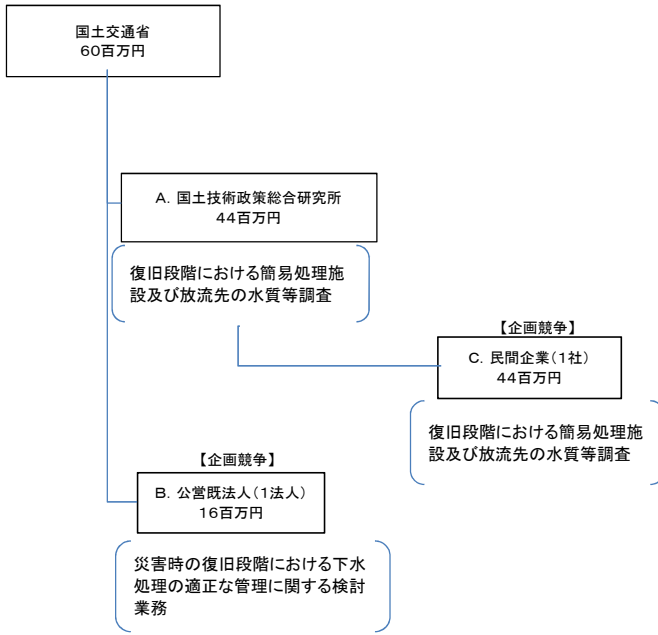 国土交通省
60百万円
A. 国土技術政策総合研究所
44百万円
復旧段階における簡易処理施
設及び放流先の水質等調査
【企画競争】
C. 民間企業(1社)
44百万円
復旧段階における簡易処理施
設及び放流先の水質等調査
【企画競争】
B. 公営既法人(1法人)
16百万円
災害時の復旧段階における下水
処理の適正な管理に関する検討
業務